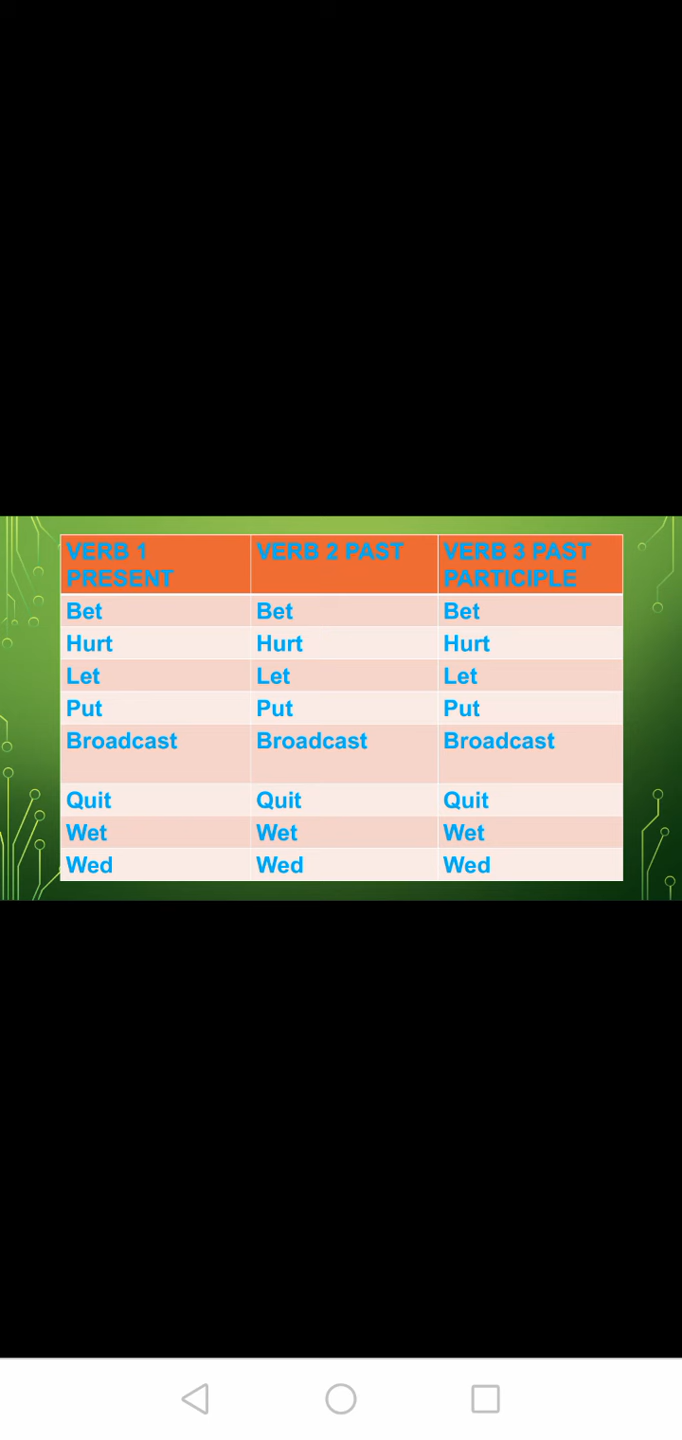 VERB 1 PRESENT VERB 2 PAST VERB 3 PAST PARTICIPLE
Bet Bet Bet
Hurt Hurt Hurt
Let Let Let
Put Put Put
Broadcast Broadcast Broadcast
Quit Quit Quit
Wet Wet Wet
Wed Wed Wed